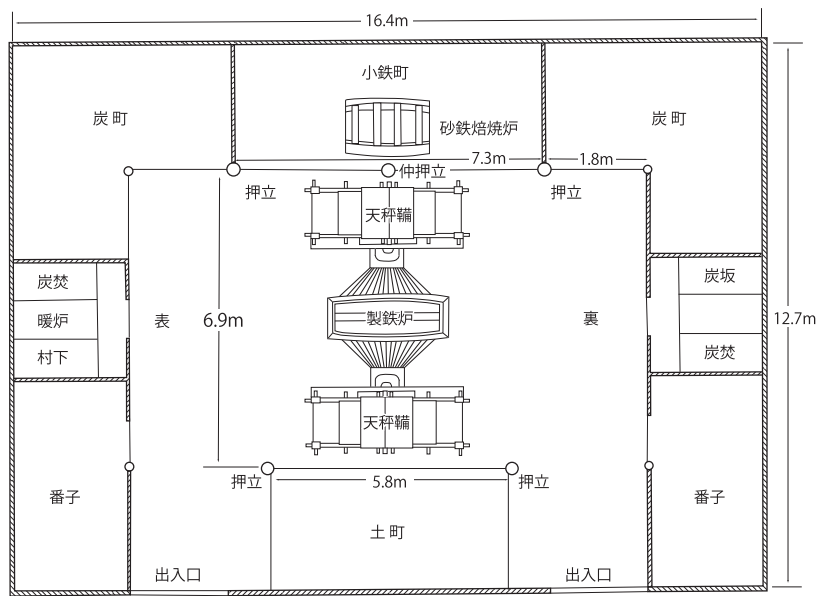 16.4m
小鉄町
炭町
砂鉄焙焼炉
炭町
7.3m
1.8m
仲押立
押立
押立
天秤鞴
炭焚
暖炉
村下
表
6.9m
製鉄炉
裏
炭坂
炭焚
12.7m
天秤鞴
押立
5.8m
押立
番子
番子
土町
出入口
出入口